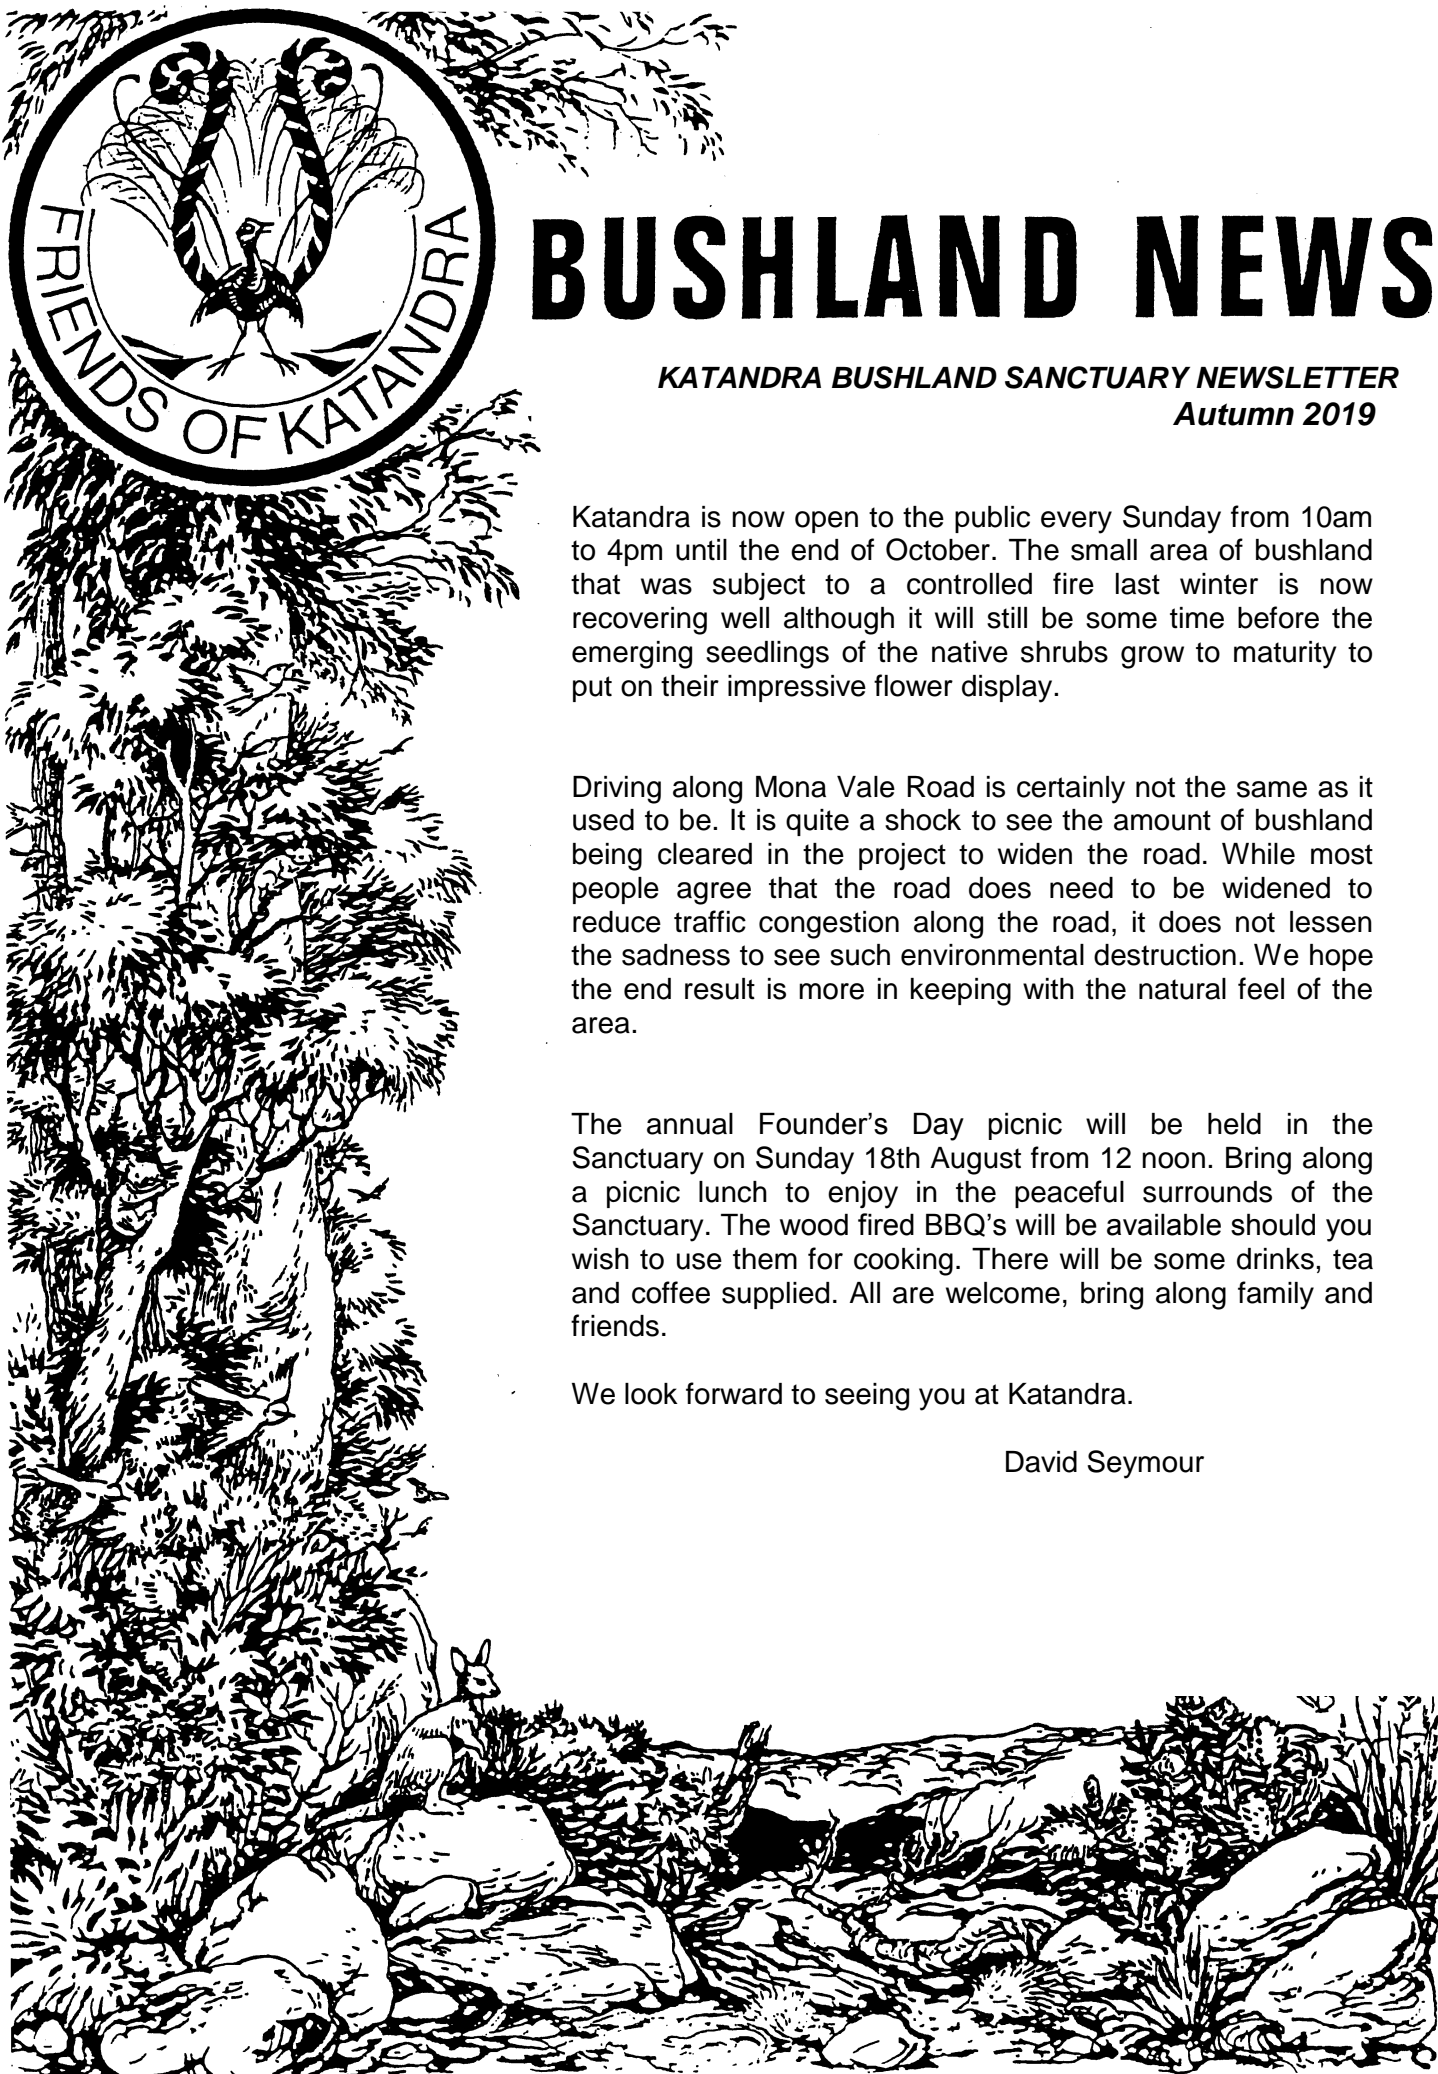 FRIENDS OF KATANDRA
BUSHLAND NEWS
KATANDRA BUSHLAND SANCTUARY NEWSLETTER
Autumn 2019
Katandra is now open to the public every Sunday from 10am
to 4pm until the end of October. The small area of bushland
that was subject to a controlled fire last winter is now
recovering well although it will still be some time before the
emerging seedlings of the native shrubs grow to maturity to
put on their impressive flower display.
Driving along Mona Vale Road is certainly not the same as it
used to be. It is quite a shock to see the amount of bushland
being cleared in the project to widen the road. While most
people agree that the road does need to be widened to
reduce traffic congestion along the road, it does not lessen
the sadness to see such environmental destruction. We hope
the end result is more in keeping with the natural feel of the
area.
The annual Founder’s Day picnic will be held in the
Sanctuary on Sunday 18th August from 12 noon. Bring along
a picnic lunch to enjoy in the peaceful surrounds of the
Sanctuary. The wood fired BBQ’s will be available should you
wish to use them for cooking. There will be some drinks, tea
and coffee supplied. All are welcome, bring along family and
friends.
We look forward to seeing you at Katandra.
David Seymour